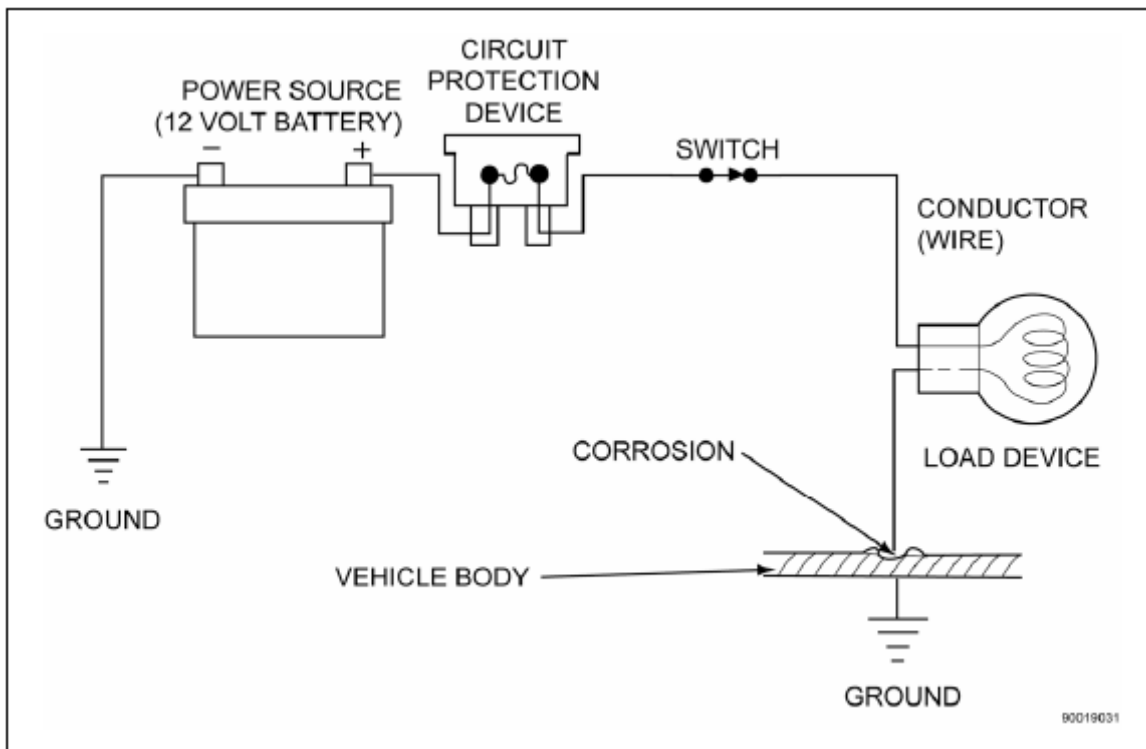 CIRCUIT
PROTECTION
DEVICE
POWER SOURCE
(12 VOLT BATTERY)
−
+
SWITCH
CONDUCTOR
(WIRE)
CORROSION
LOAD DEVICE
GROUND
VEHICLE BODY
GROUND
90019031